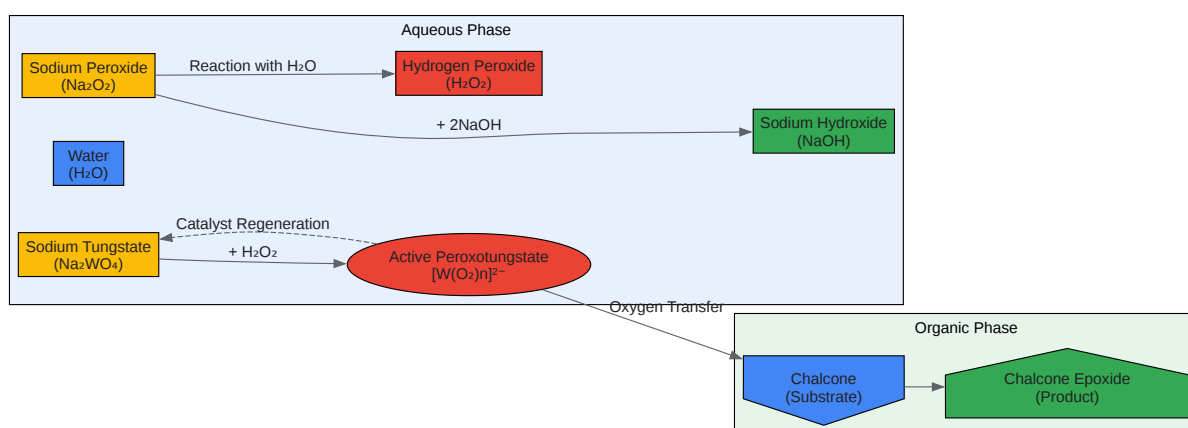 Aqueous Phase
Sodium Peroxide
(Na₂O₂)
Reaction with H₂O
Hydrogen Peroxide
(H₂O₂)
+ 2NaOH
Sodium Hydroxide
(NaOH)
Water
(H₂O)
Catalyst Regeneration
Sodium Tungstate
(Na₂WO₄)
+ H₂O₂
Active Peroxotungstate
[W(O₂)n]²⁻
Oxygen Transfer
Organic Phase
Chalcone
(Substrate)
Chalcone Epoxide
(Product)